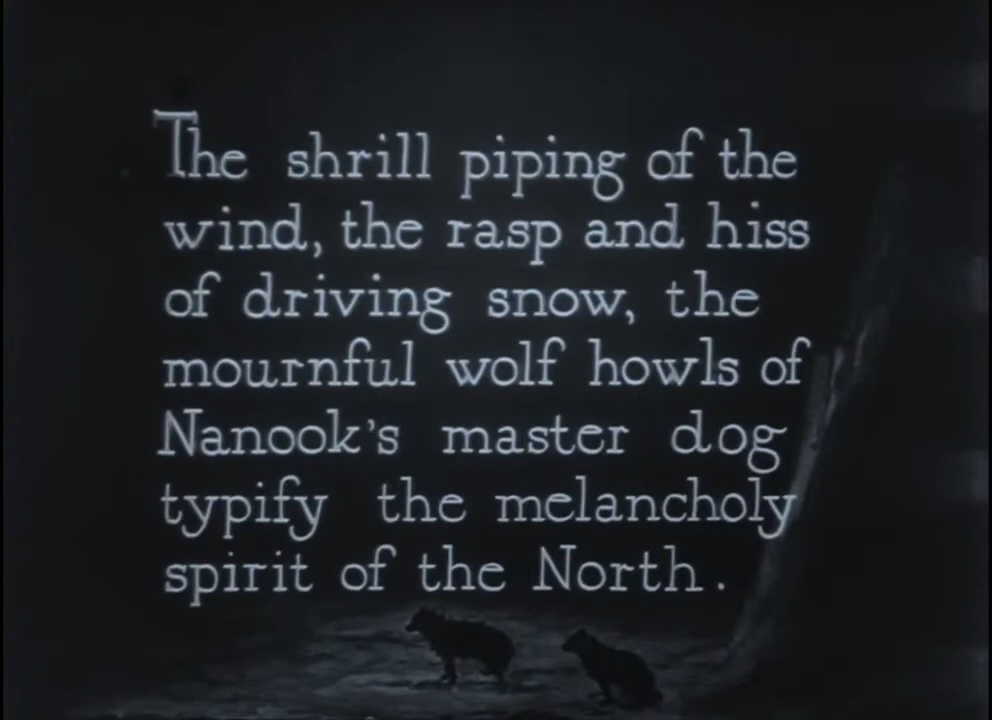 The shrill piping of the
wind, the rasp and hiss
of driving snow, the
mournful wolf howls of
Nanook's master dog
typify the melancholy
spirit of the North.